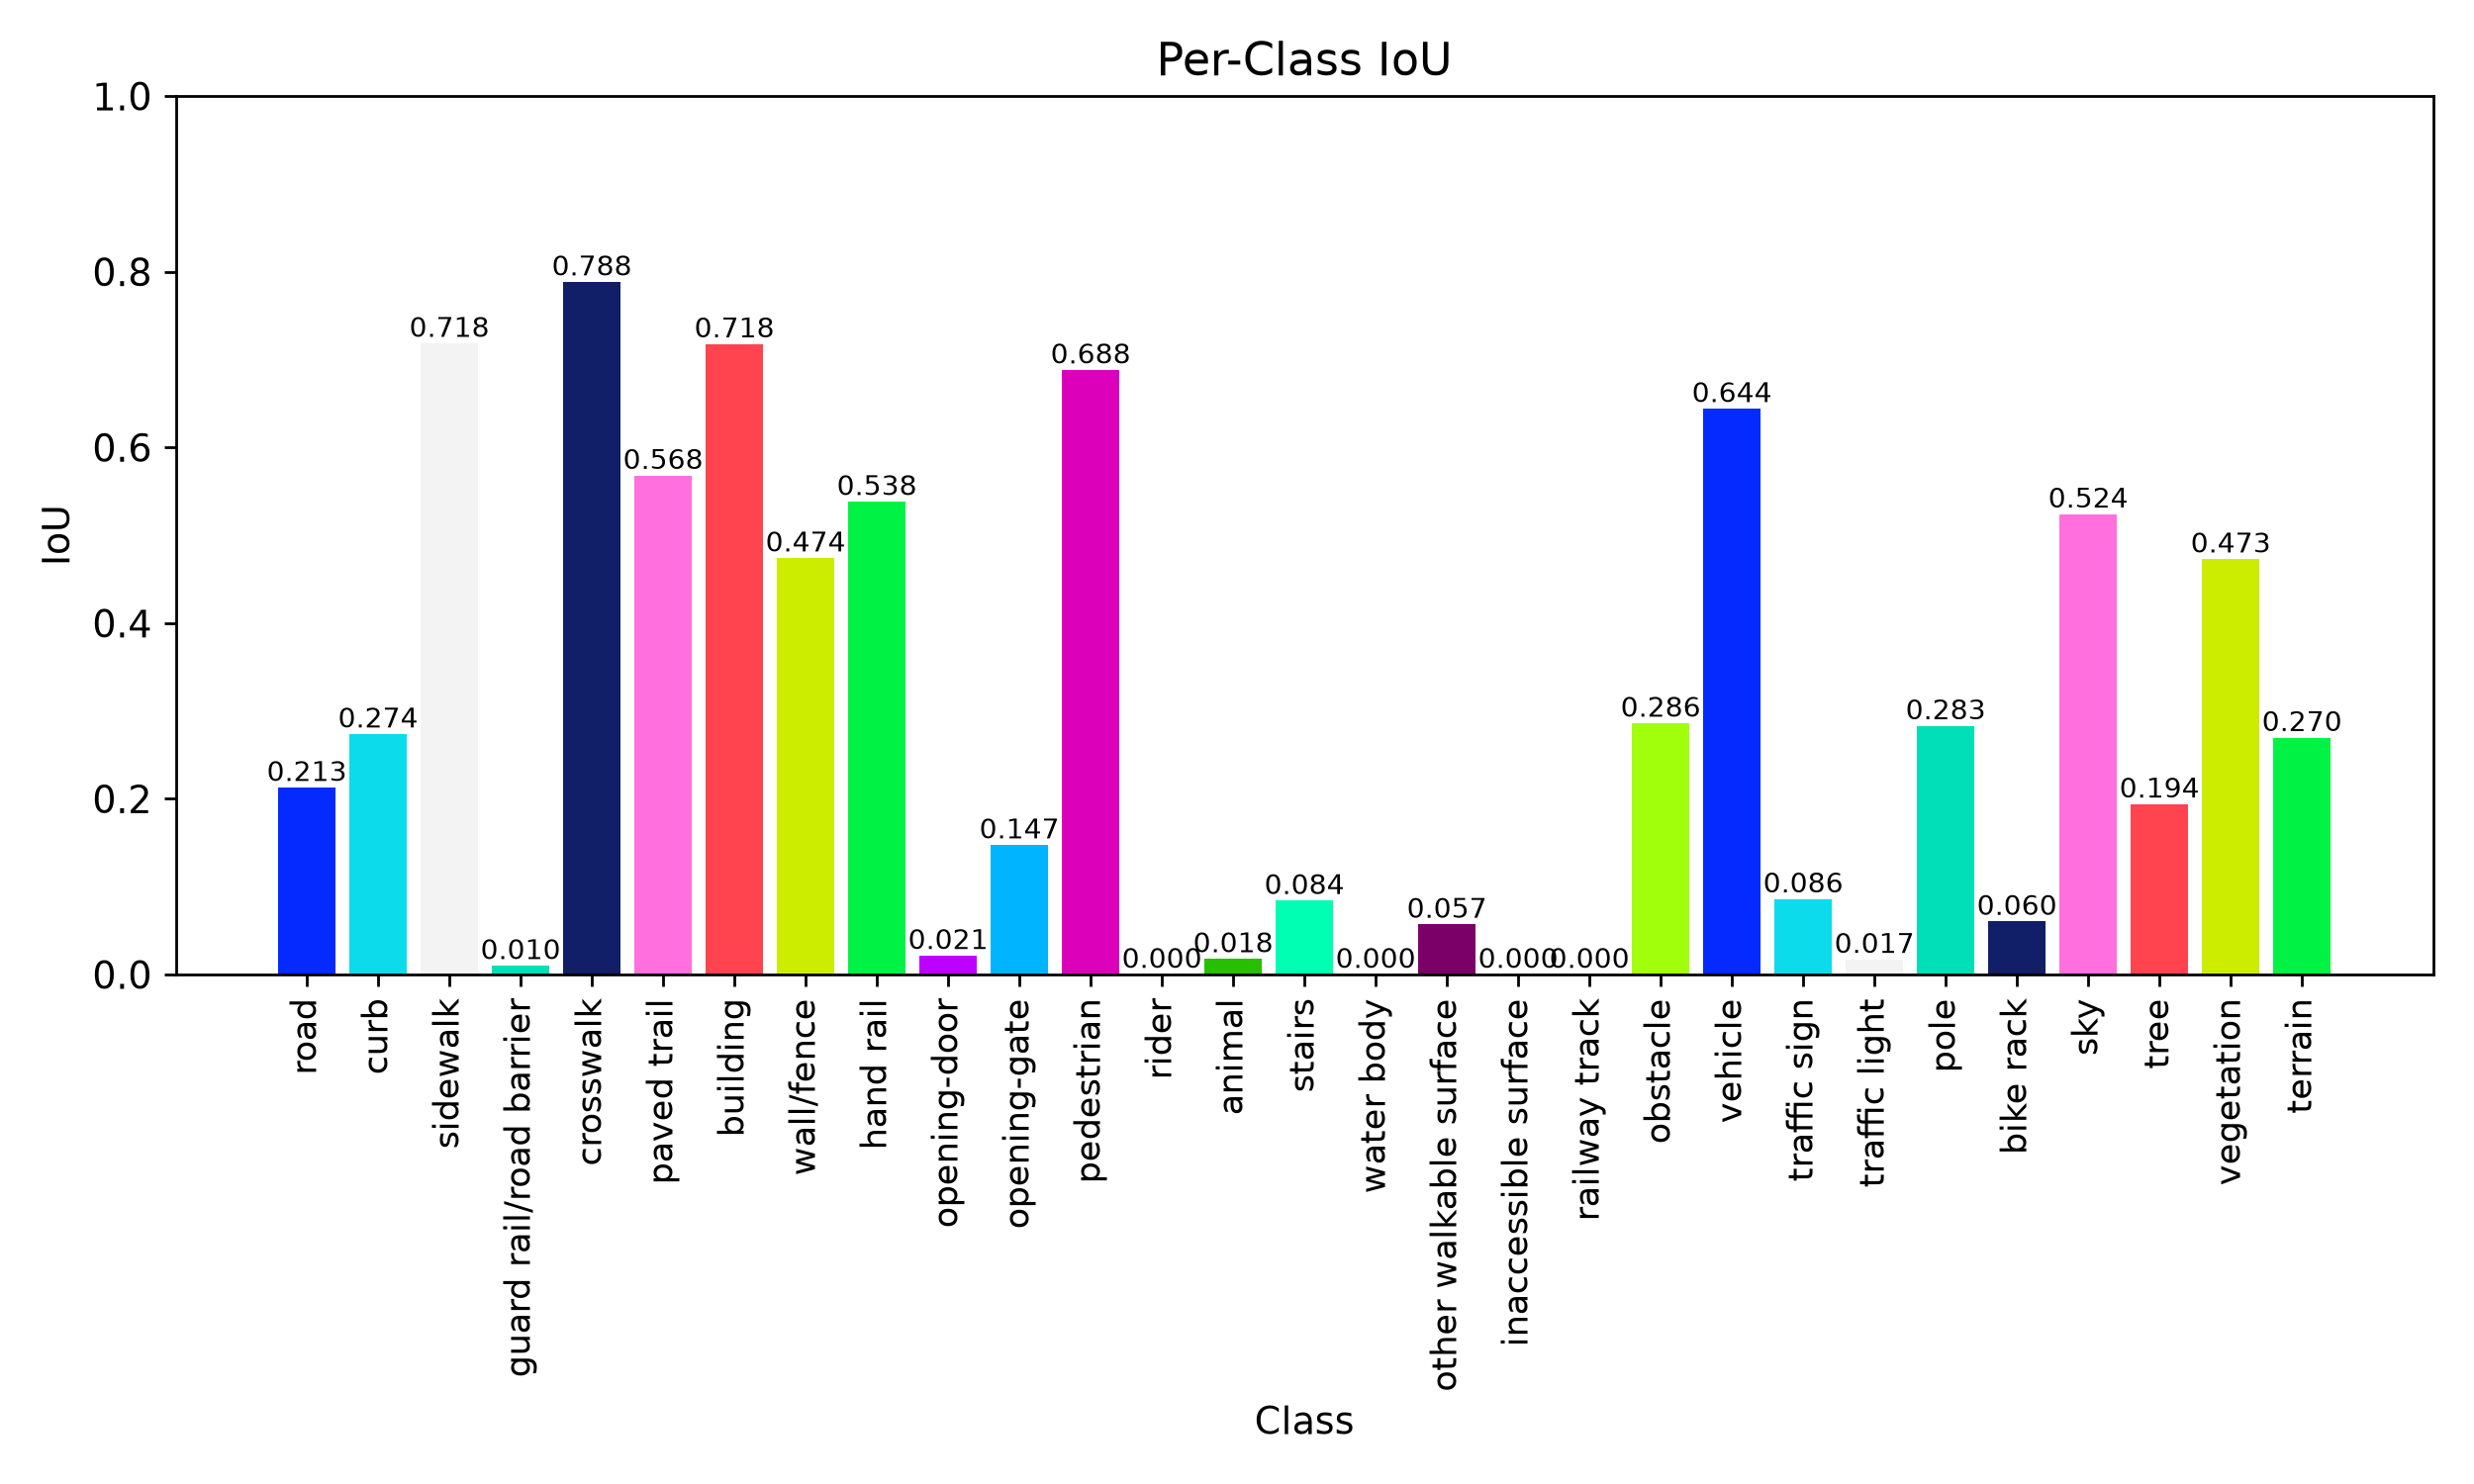 Per-Class IoU
IoU
1.0
0.8
0.6
0.4
0.2
0.0
0.213
0.274
0.718
0.010
0.788
0.568
0.718
0.474
0.538
0.021
0.147
0.688
0.000
0.018
0.084
0.000
0.057
0.000
0.000
0.286
0.644
0.086
0.017
0.283
0.060
0.524
0.194
0.473
0.270
road
curb
sidewalk
guard rail/road barrier
crosswalk
paved trail
building
wall/fence
hand rail
opening-door
opening-gate
pedestrian
rider
animal
stairs
water body
other walkable surface
inaccessible surface
railway track
obstacle
vehicle
traffic sign
traffic light
pole
bike rack
sky
tree
vegetation
terrain
Class